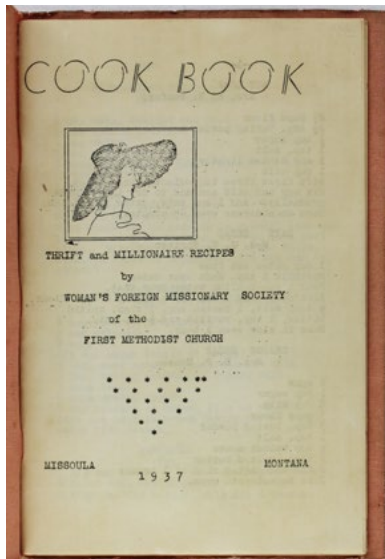 COOK BOOK
THRIFT and MILLIONAIRE RECIPES
by
WOMAN'S FOREIGN MISSIONARY SOCIETY
of the
FIRST METHODIST CHURCH
MISSOULA MONTANA
1937